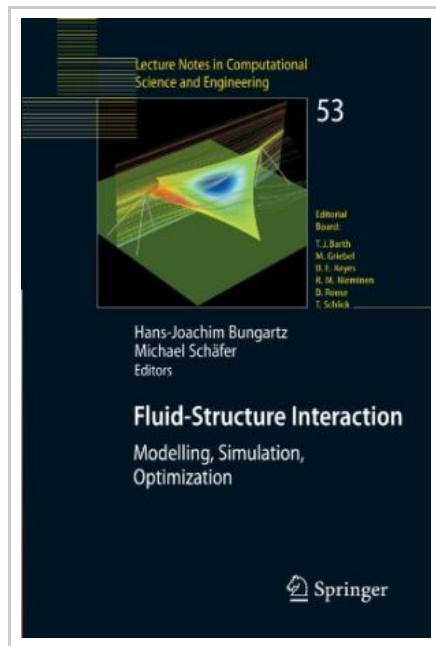 Lecture Notes in Computational
Science and Engineering
53
Editorial
Board:
T. J. Barth
M. Griebel
D. E. Keyes
R. M. Nieminen
D. Roose
T. Schlick
Hans-Joachim Bungartz
Michael Schäfer
Editors
Fluid-Structure Interaction
Modelling, Simulation,
Optimization
Springer